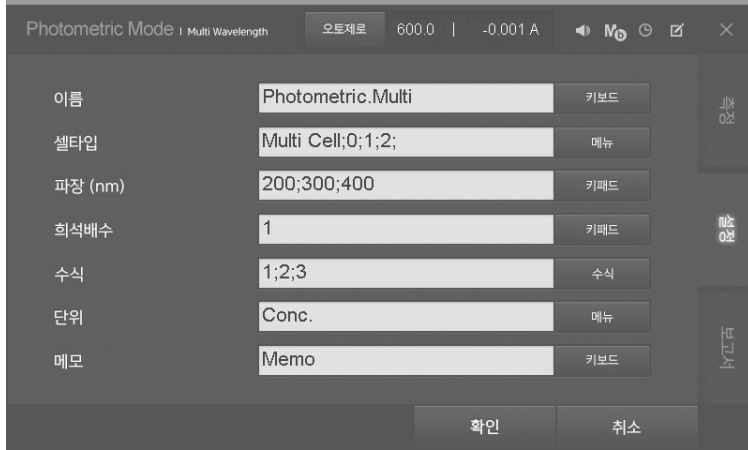 Photometric Mode | Multi Wavelength 오토제로 600.0 | -0.001 A
이름 Photometric.Multi 키보드
셀타입 Multi Cell;0;1;2; 메뉴
파장 (nm) 200;300;400 키패드
희석배수 1 키패드
수식 1;2;3 수식
단위 Conc. 메뉴
메모 Memo 키보드
확인 취소
측정
설정
보고서